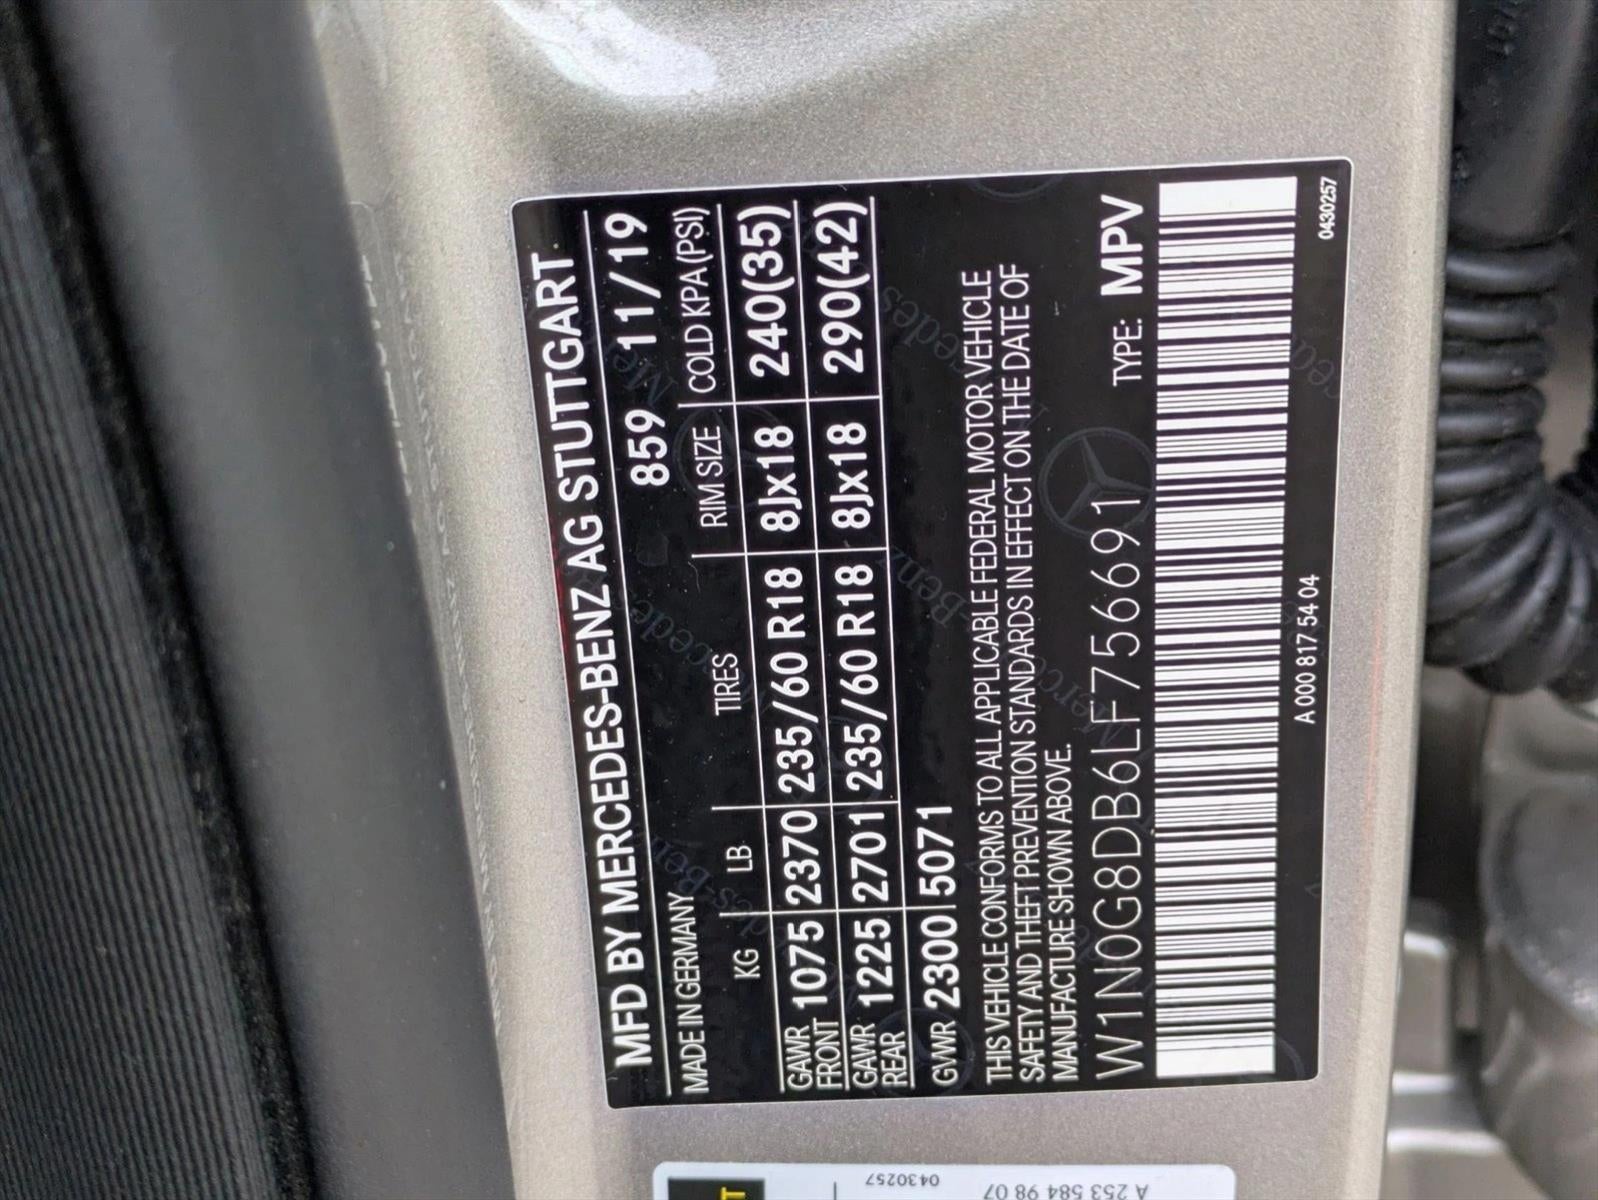 MFD BY MERCEDES-BENZ AG STUTTGART
MADE IN GERMANY 859 11/19
KG LB TIRES RIM SIZE COLD KPA(PSI)
GAWR FRONT 1075 2370 235/60 R18 8Jx18 240(35)
GAWR REAR 1225 2701 235/60 R18 8Jx18 290(42)
GVWR 2300 5071
THIS VEHICLE CONFORMS TO ALL APPLICABLE FEDERAL MOTOR VEHICLE
SAFETY AND THEFT PREVENTION STANDARDS IN EFFECT ON THE DATE OF
MANUFACTURE SHOWN ABOVE.
TYPE: MPV
W1N0G8DB6LF756691
A 000 817 54 04
0430257
0430257
A 253 584 98 07